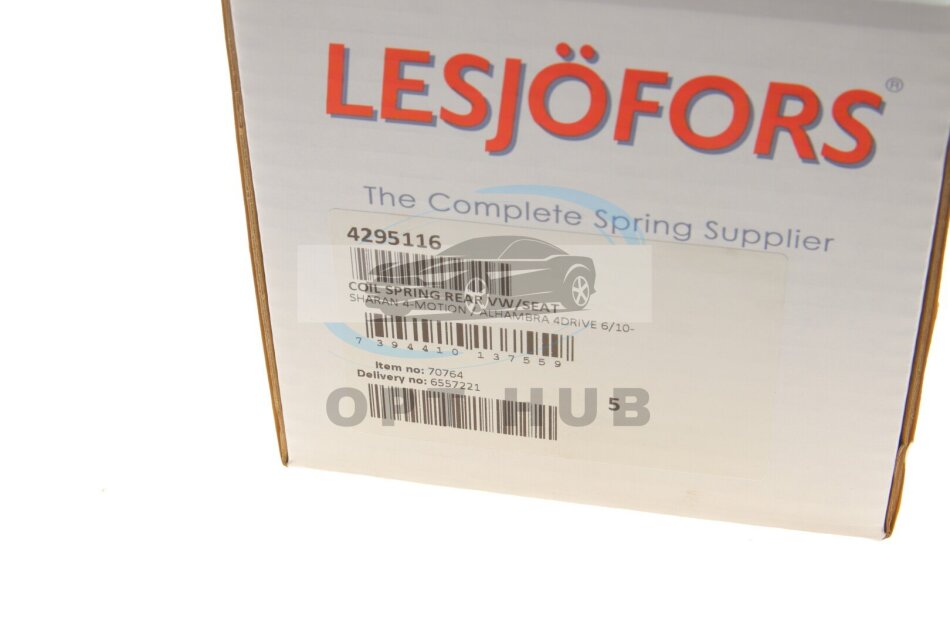 LESJÖFORS®
The Complete Spring Supplier
4295116
COIL SPRING REAR VW/SEAT
SHARAN 4-MOTION / ALHAMBRA 4DRIVE 6/10-
7 394410 137559
Item no: 70764
Delivery no: 6557221
5
OPT HUB